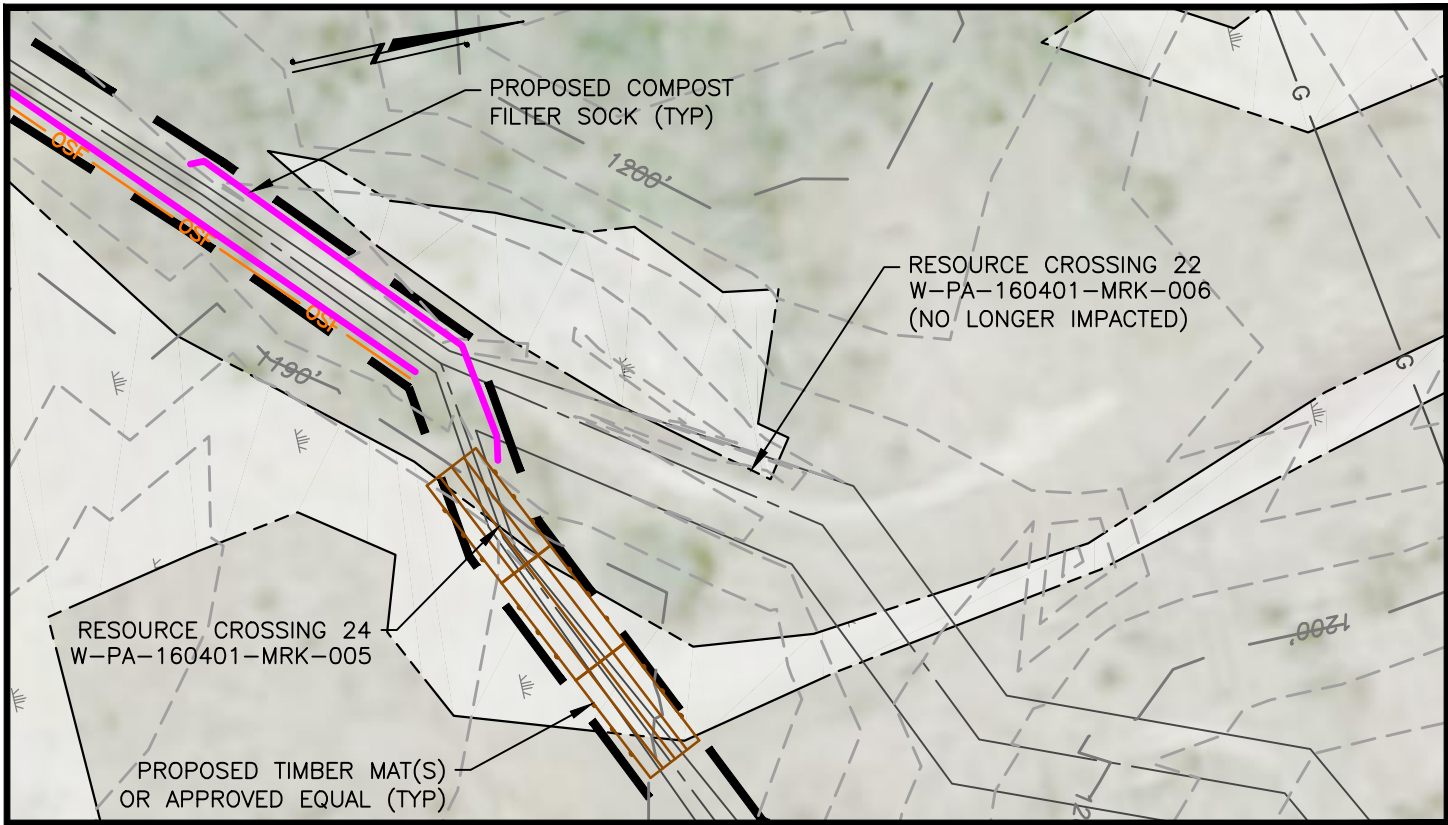 PROPOSED COMPOST
FILTER SOCK (TYP)
G
OSF
1200'
OSF
RESOURCE CROSSING 22
W-PA-160401-MRK-006
(NO LONGER IMPACTED)
OSF
1190'
G
RESOURCE CROSSING 24
W-PA-160401-MRK-005
1200'
PROPOSED TIMBER MAT(S)
OR APPROVED EQUAL (TYP)